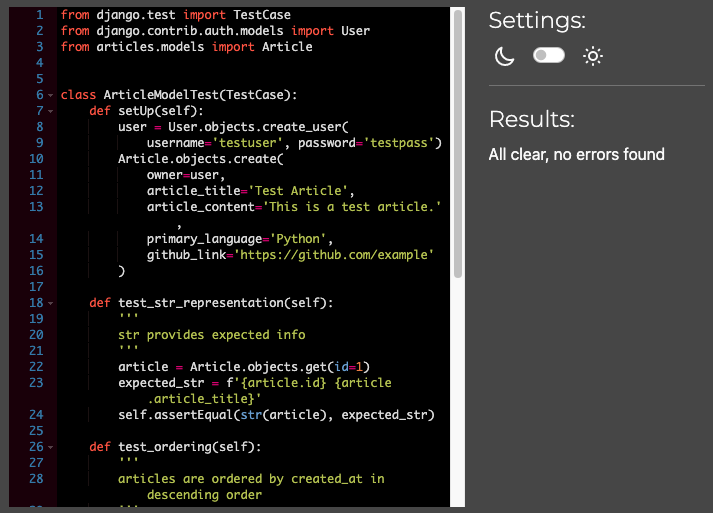 1 from django.test import TestCase
2 from django.contrib.auth.models import User
3 from articles.models import Article
4
5
6 class ArticleModelTest(TestCase):
7 def setUp(self):
8 user = User.objects.create_user(
9 username='testuser', password='testpass')
10 Article.objects.create(
11 owner=user,
12 article_title='Test Article',
13 article_content='This is a test article.'
,
14 primary_language='Python',
15 github_link='https://github.com/example'
16 )
17
18 def test_str_representation(self):
19 '''
20 str provides expected info
21 '''
22 article = Article.objects.get(id=1)
23 expected_str = f'{article.id} {article
.article_title}'
24 self.assertEqual(str(article), expected_str)
25
26 def test_ordering(self):
27 '''
28 articles are ordered by created_at in
descending order
Settings:
Results:
All clear, no errors found